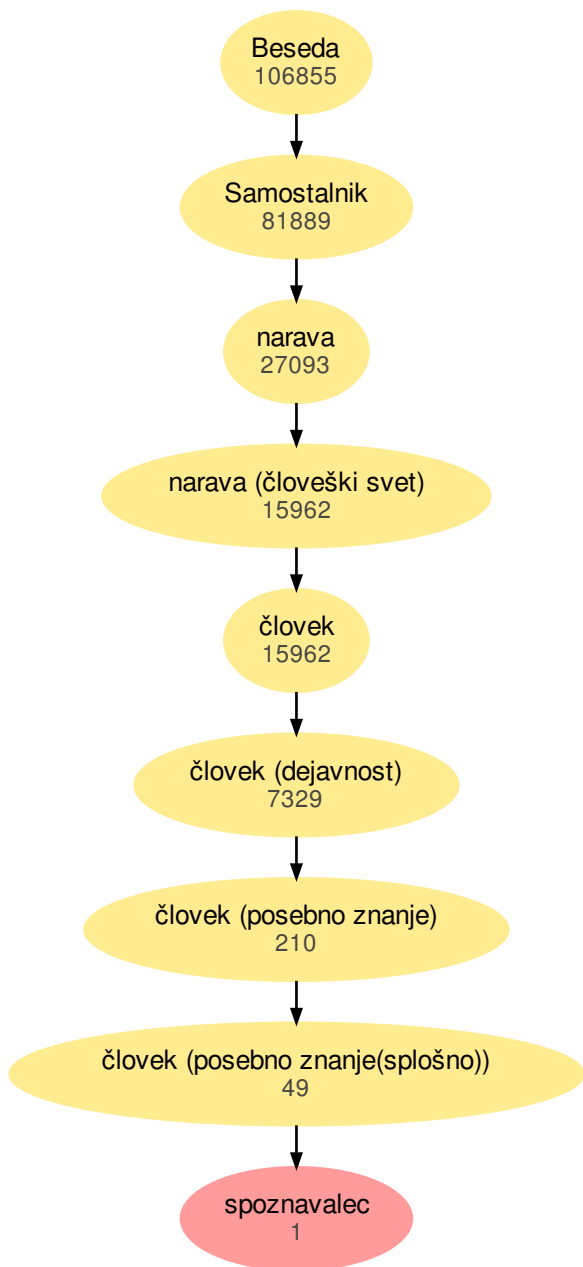 Beseda
106855
Samostalnik
81889
narava
27093
narava (človeški svet)
15962
človek
15962
človek (dejavnost)
7329
človek (posebno znanje)
210
človek (posebno znanje(splošno))
49
spoznavalec
1